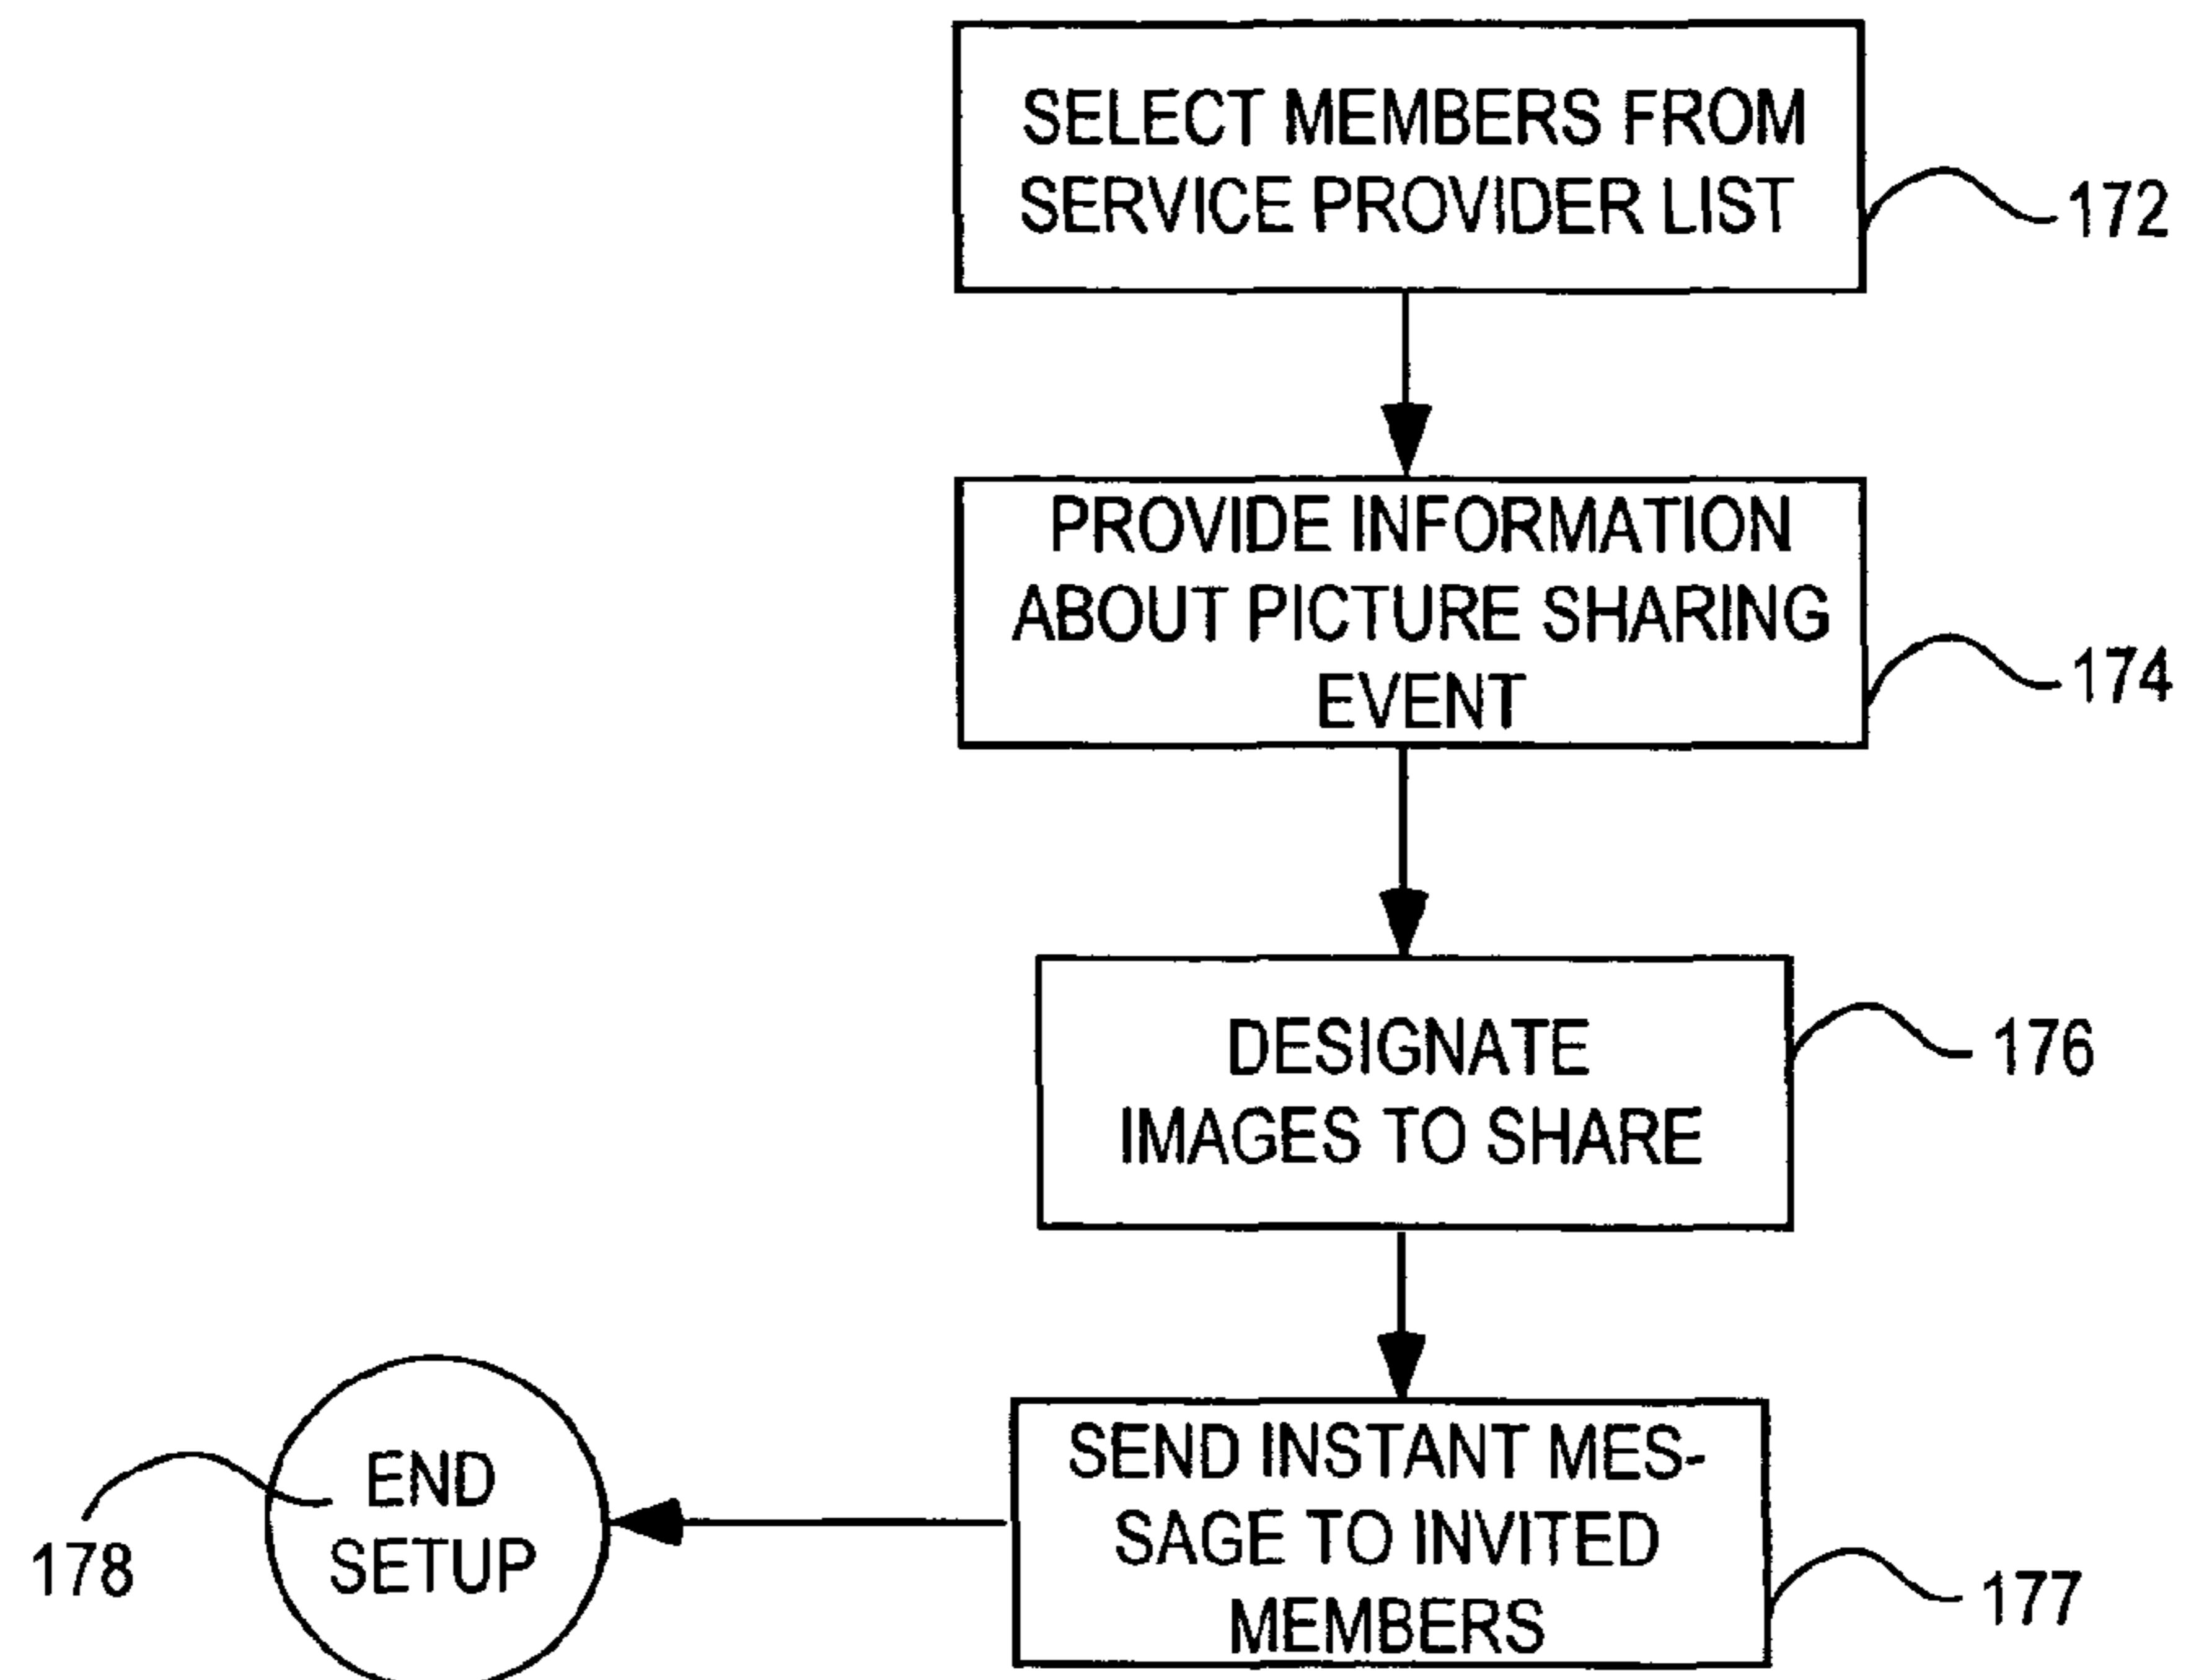 SELECT MEMBERS FROM
SERVICE PROVIDER LIST
172
PROVIDE INFORMATION
ABOUT PICTURE SHARING
EVENT
174
DESIGNATE
IMAGES TO SHARE
176
SEND INSTANT MES-
SAGE TO INVITED
MEMBERS
177
END
SETUP
178